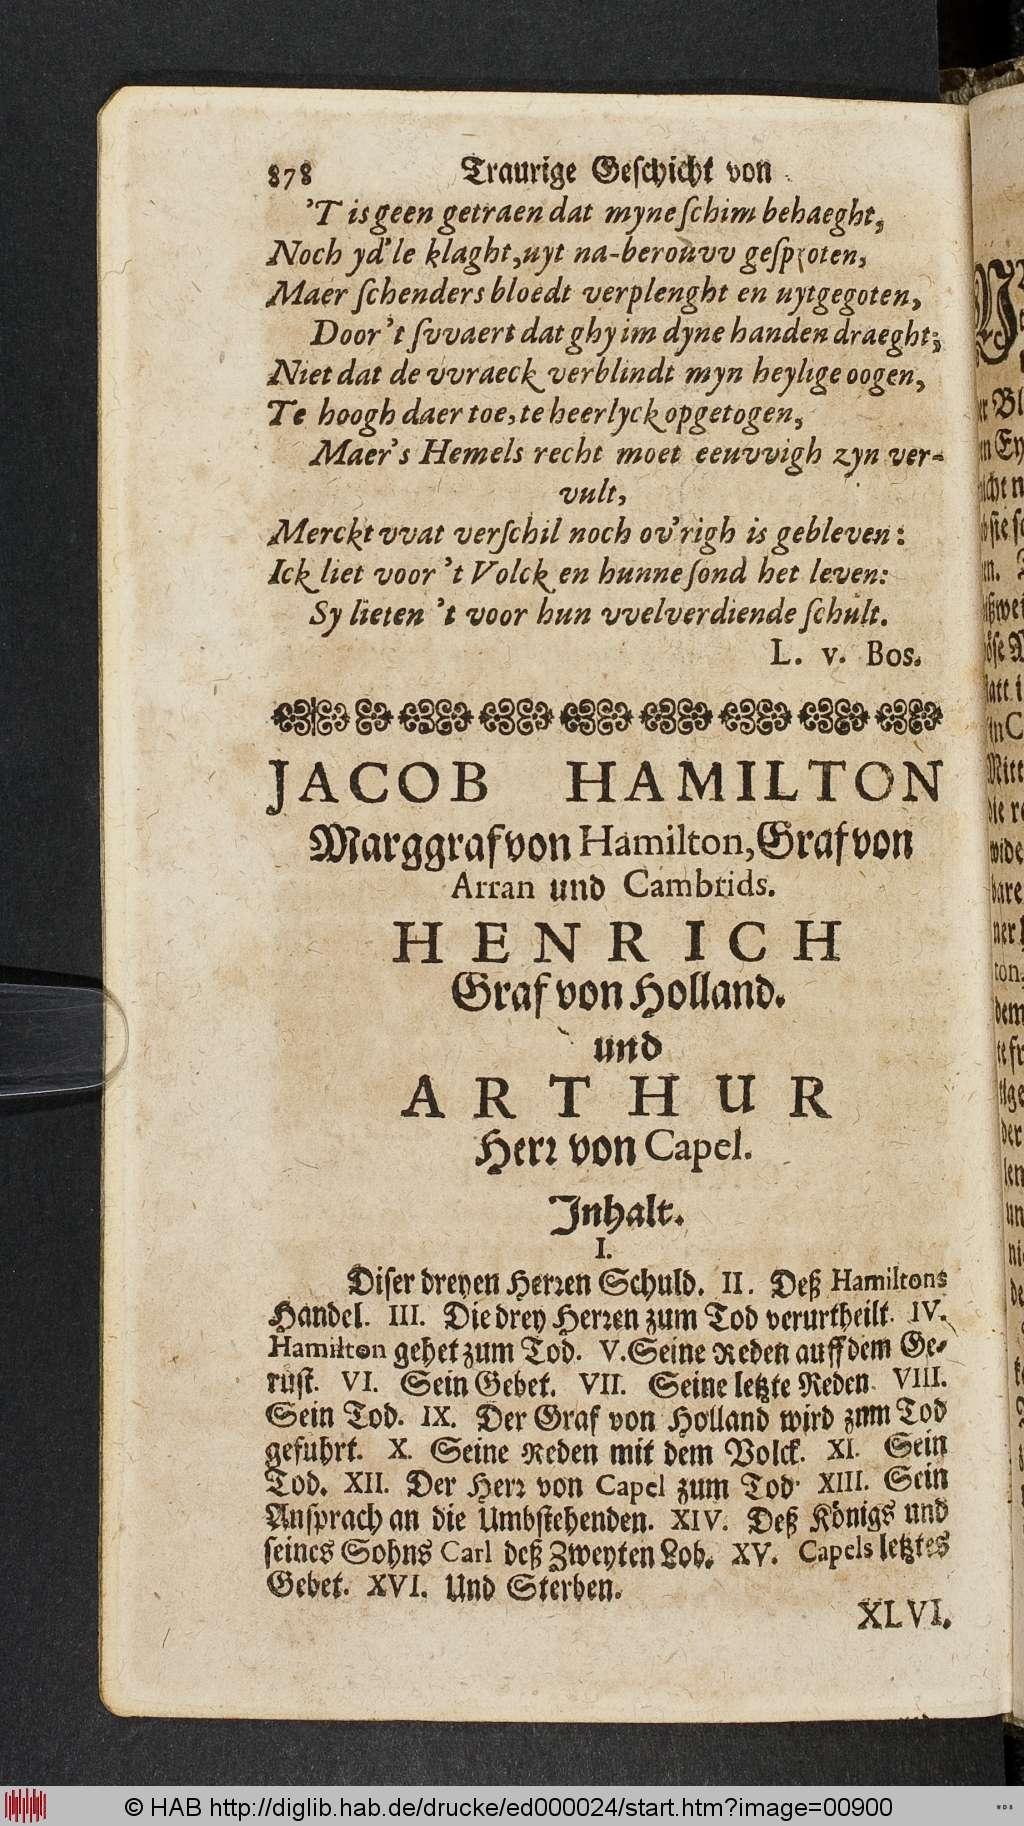 878 Traurige Geschicht von
'T is geen getraen dat myne schim behaeght,
Noch yd'le klaght, uyt na-berouvv gesproten,
Maer schenders bloedt verplenght en uytgegoten,
Door 't svvaert dat ghy im dyne handen draeght;
Niet dat de vvraeck verblindt myn heylige oogen,
Te hoogh daer toe, te heerlyck opgetogen,
Maer's Hemels recht moet eeuvvigh zyn ver-
vult,
Merckt vvat verschil noch ov'righ is gebleven:
Ick liet voor 't Volck en hunne sond het leven:
Sy lieten 't voor hun vvelverdiende schult.
L. v. Bos.
JACOB HAMILTON
Marggraf von Hamilton, Graf von
Arran und Cambrids.
HENRICH
Graf von Holland.
und
ARTHUR
Herr von Capel.
Inhalt.
I.
Diser dreyen Herren Schuld. II. Deß Hamiltons
Handel. III. Die drey Herren zum Tod verurtheilt. IV.
Hamilton gehet zum Tod. V. Seine Reden auff dem Ge-
rüst. VI. Sein Gebet. VII. Seine letzte Reden. VIII.
Sein Tod. IX. Der Graf von Holland wird znm Tod
geführt. X. Seine Reden mit dem Volck. XI. Sein
Tod. XII. Der Herr von Capel zum Tod. XIII. Sein
Ansprach an die Umbstehenden. XIV. Deß Königs und
seines Sohns Carl deß Zweyten Lob. XV. Capels letztes
Gebet. XVI. Und Sterben.
XLVI.
© HAB http://diglib.hab.de/drucke/ed000024/start.htm?image=00900